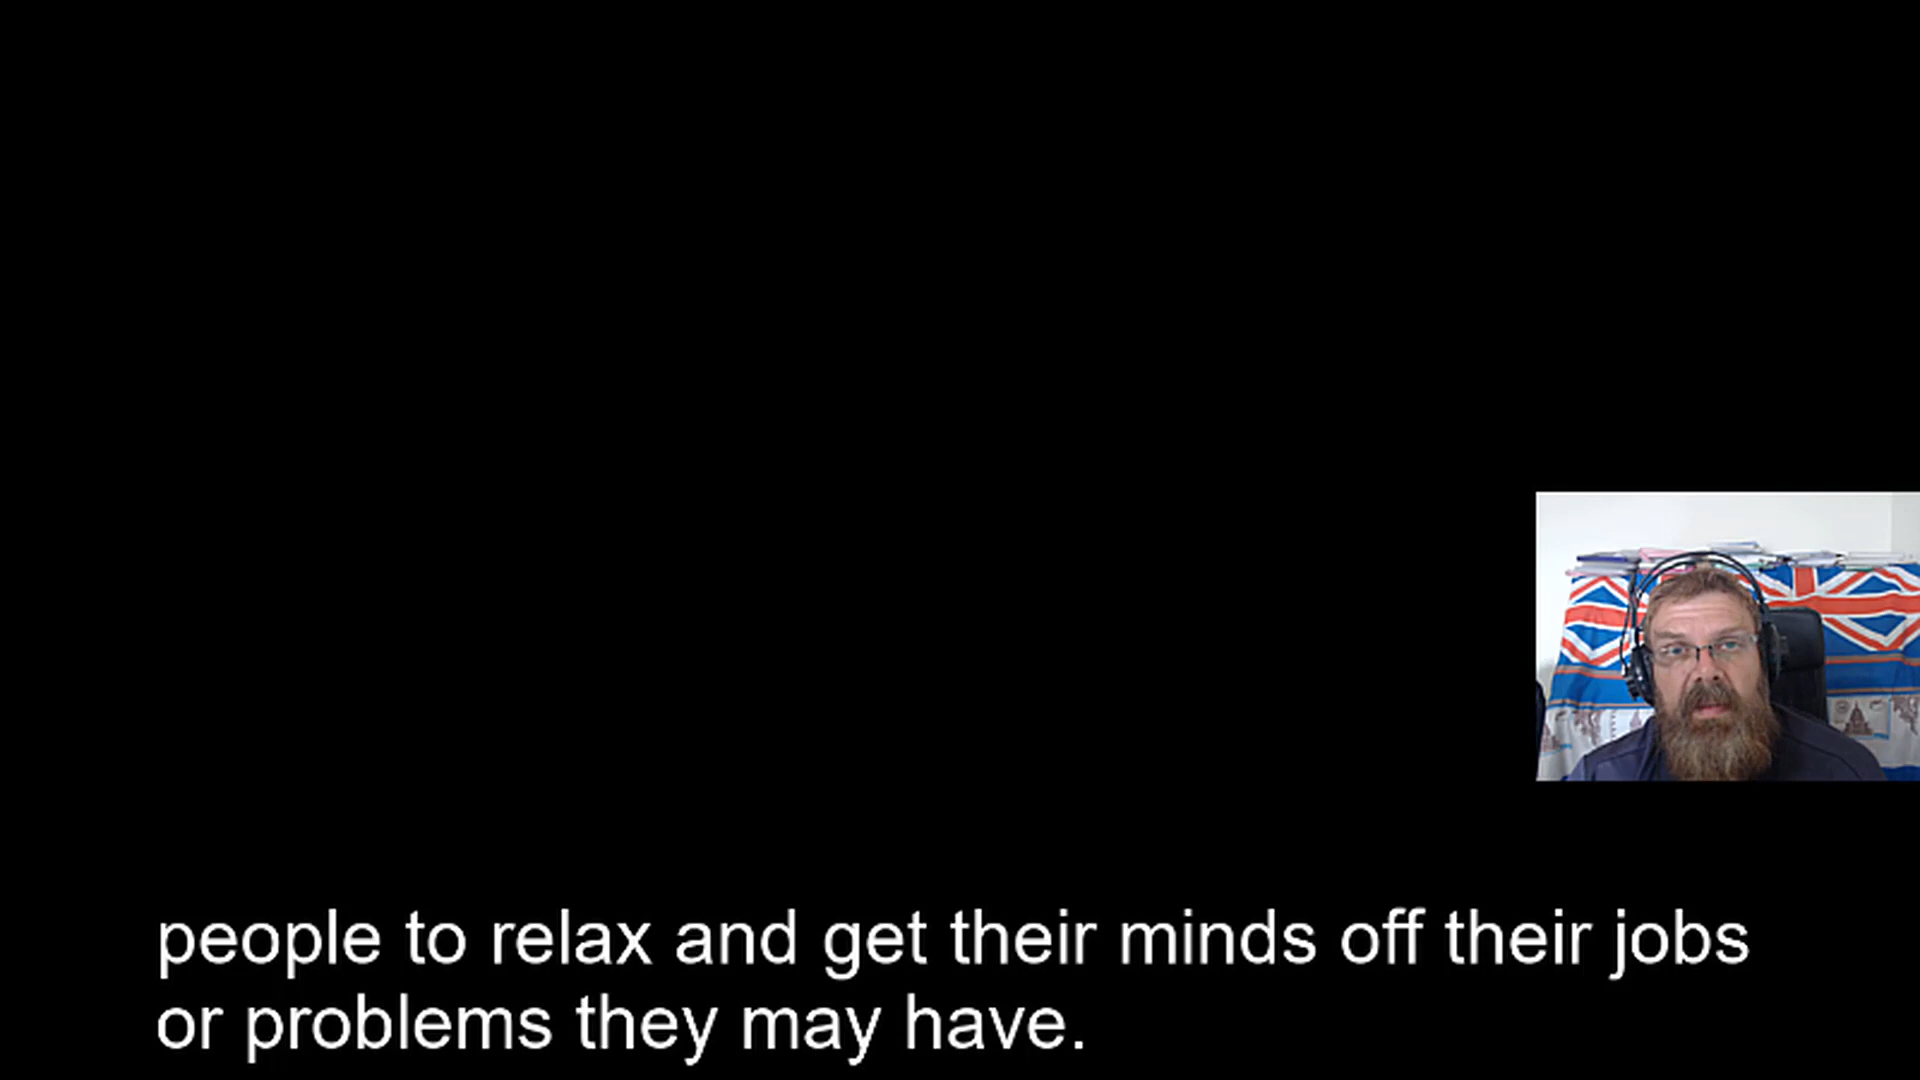 people to relax and get their minds off their jobs
or problems they may have.